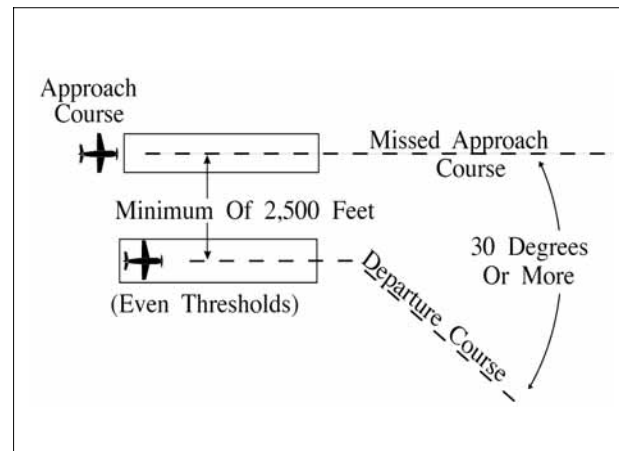 Approach
Course
Missed Approach
Course
Minimum Of 2,500 Feet
30 Degrees
Or More
(Even Thresholds)
Departure Course